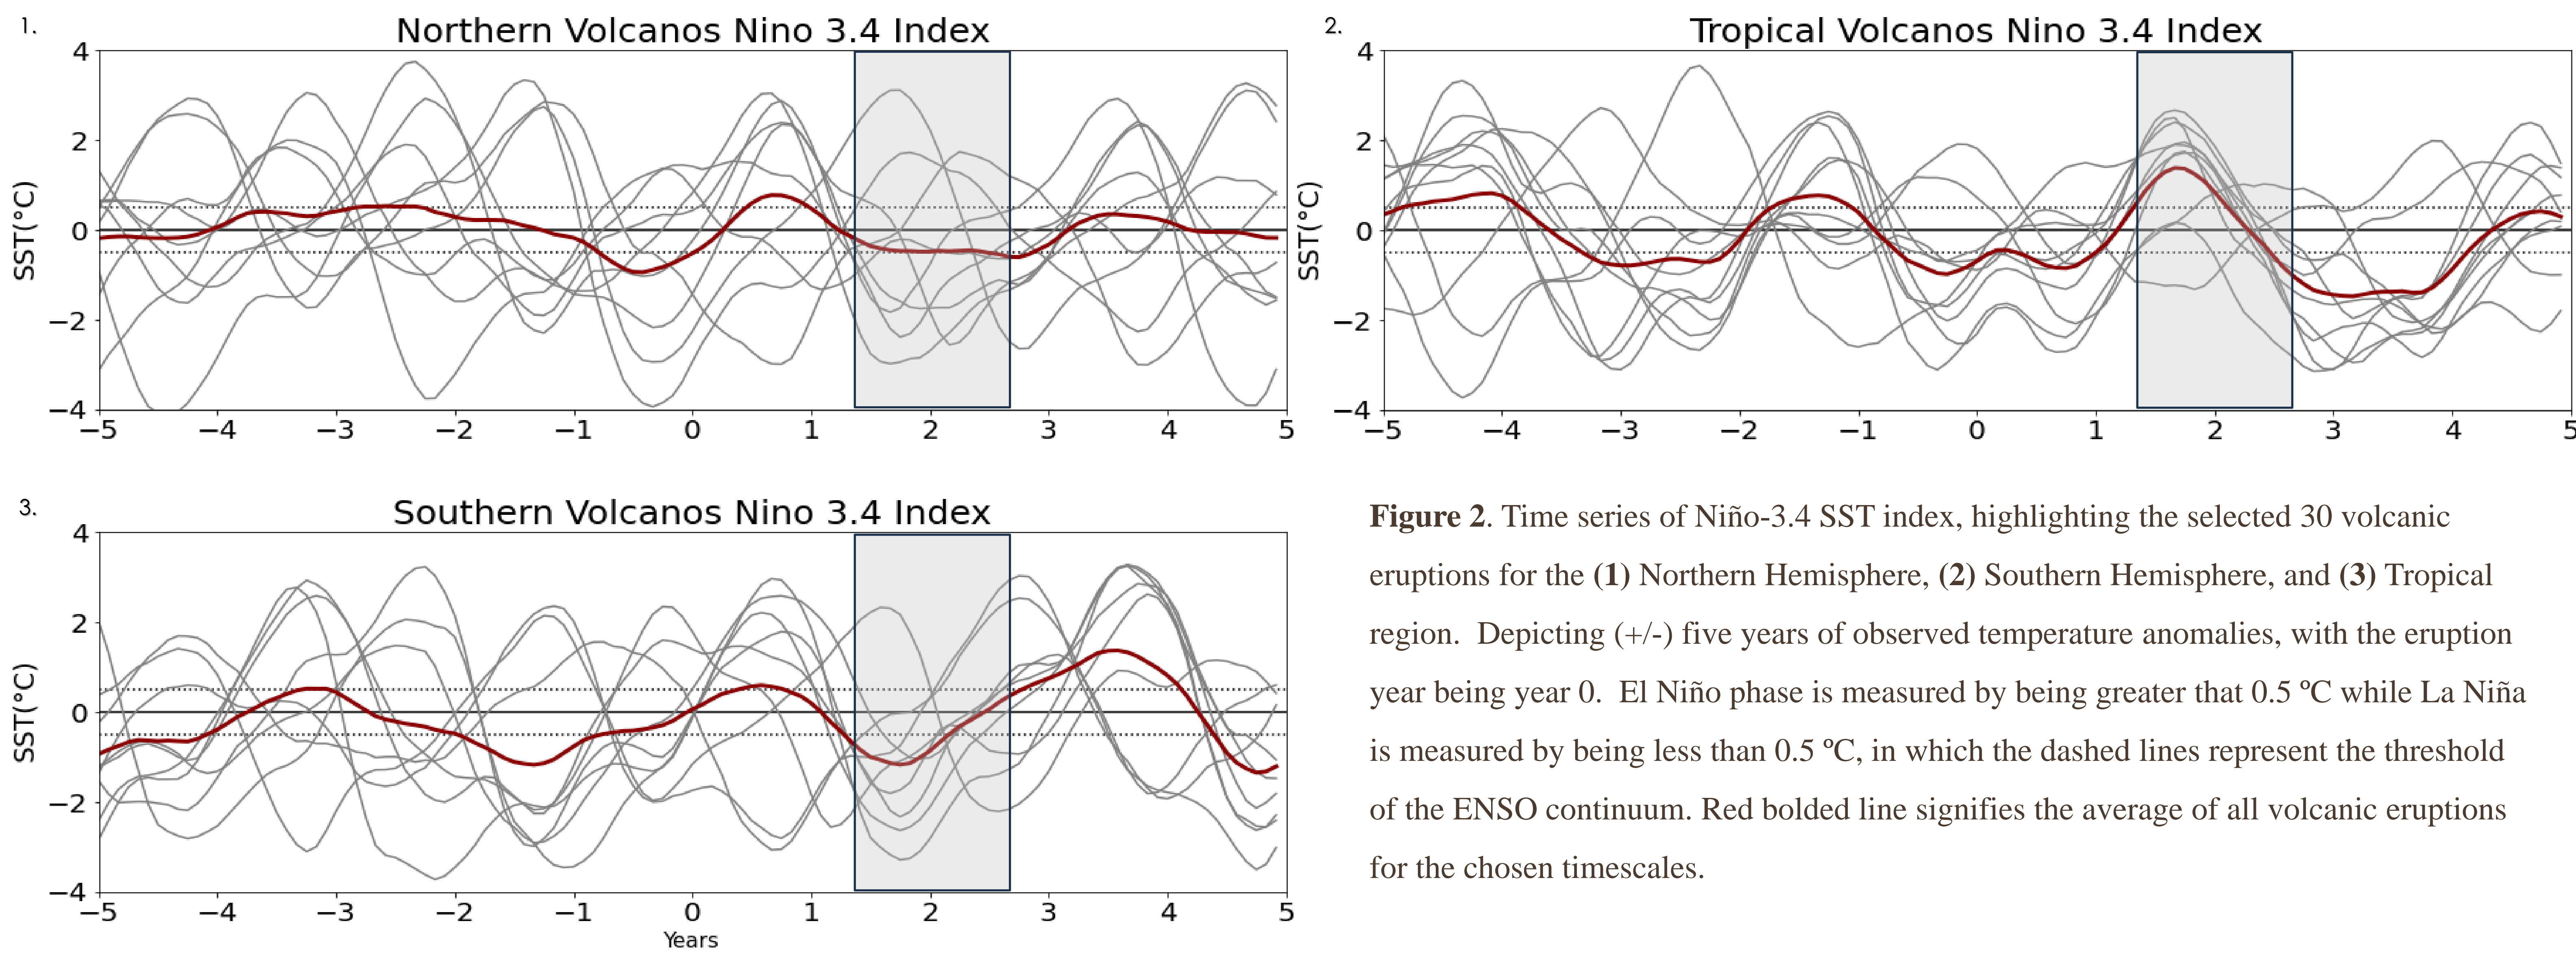 1.
Northern Volcanos Nino 3.4 Index
4
2
0
−2
−4
SST(°C)
−5 −4 −3 −2 −1 0 1 2 3 4 5
2.
Tropical Volcanos Nino 3.4 Index
4
2
0
−2
−4
SST(°C)
−5 −4 −3 −2 −1 0 1 2 3 4 5
3.
Southern Volcanos Nino 3.4 Index
4
2
0
−2
−4
SST(°C)
−5 −4 −3 −2 −1 0 1 2 3 4 5
Years
Figure 2. Time series of Niño-3.4 SST index, highlighting the selected 30 volcanic
eruptions for the (1) Northern Hemisphere, (2) Southern Hemisphere, and (3) Tropical
region. Depicting (+/-) five years of observed temperature anomalies, with the eruption
year being year 0. El Niño phase is measured by being greater that 0.5 ºC while La Niña
is measured by being less than 0.5 ºC, in which the dashed lines represent the threshold
of the ENSO continuum. Red bolded line signifies the average of all volcanic eruptions
for the chosen timescales.